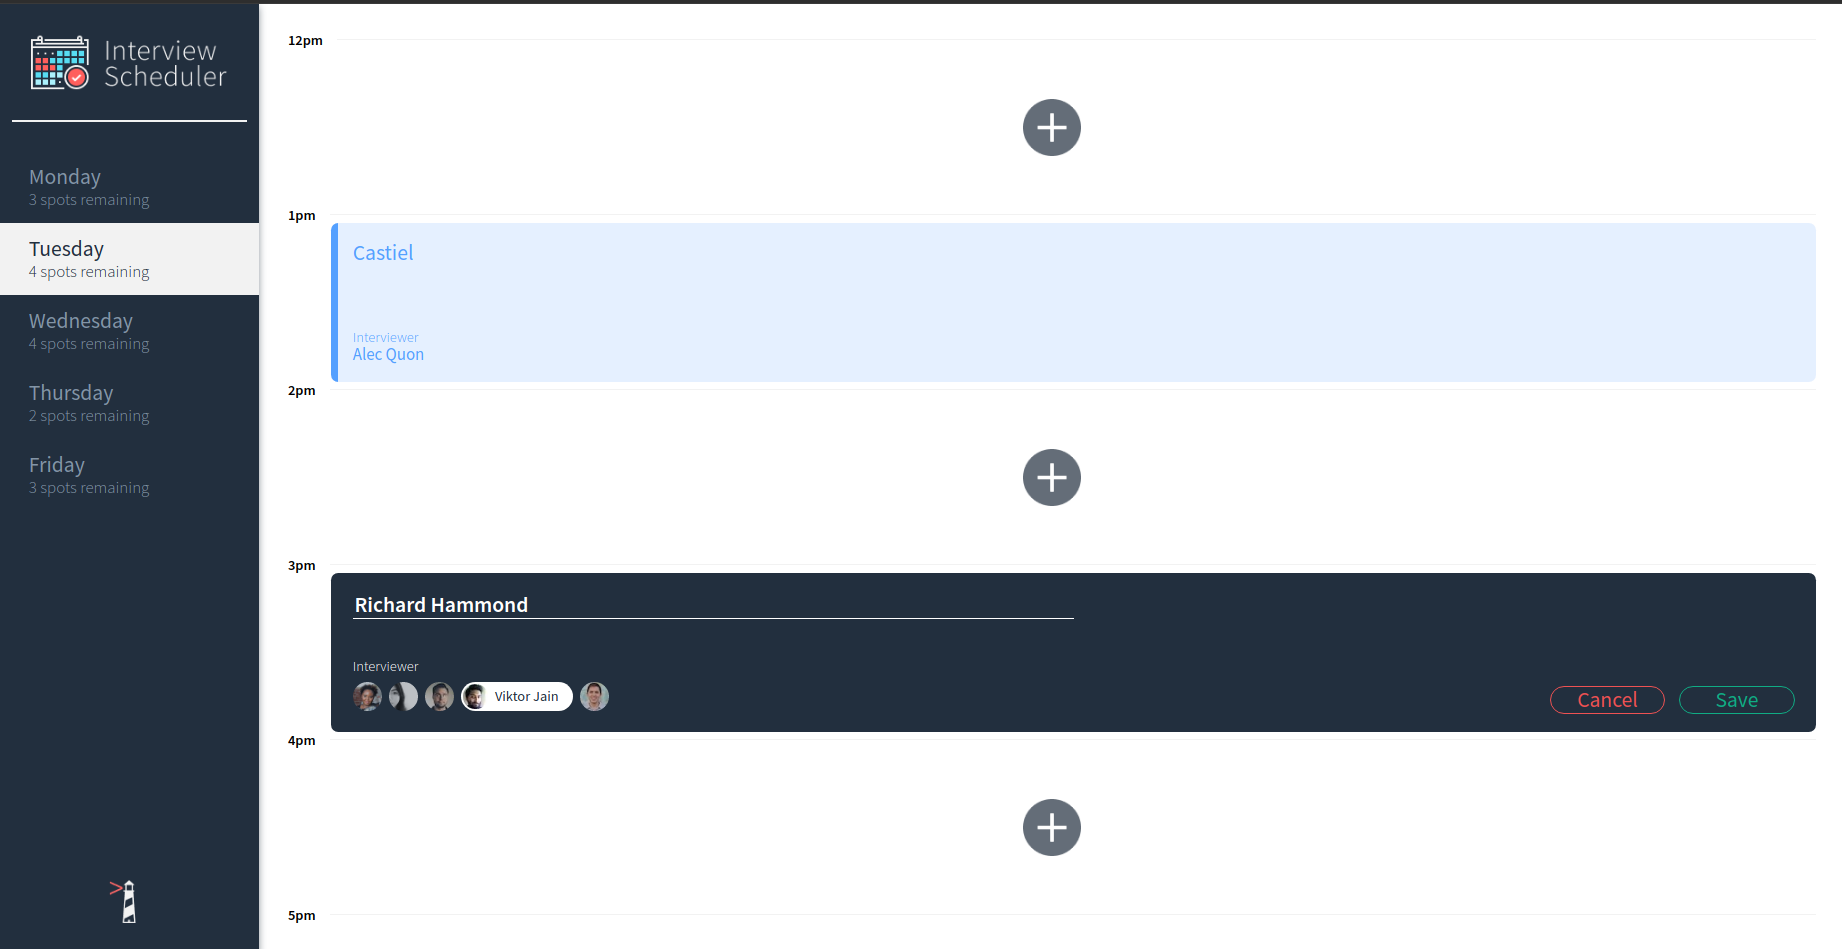 Interview
Scheduler
Monday
3 spots remaining
Tuesday
4 spots remaining
Wednesday
4 spots remaining
Thursday
2 spots remaining
Friday
3 spots remaining
12pm
1pm
Castiel
Interviewer
Alec Quon
2pm
3pm
Richard Hammond
Interviewer
Viktor Jain
Cancel
Save
4pm
5pm